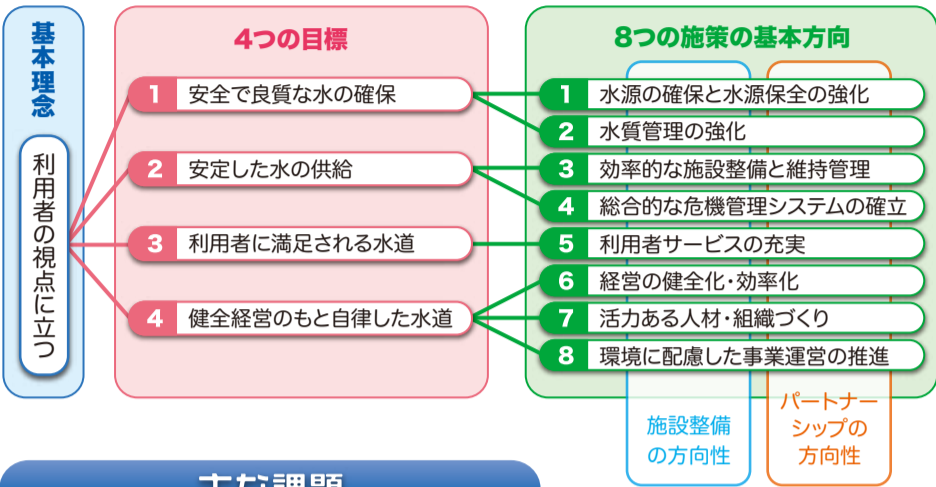 基本理念
利用者の視点に立つ
4つの目標
1 安全で良質な水の確保
2 安定した水の供給
3 利用者に満足される水道
4 健全経営のもと自律した水道
8つの施策の基本方向
1 水源の確保と水源保全の強化
2 水質管理の強化
3 効率的な施設整備と維持管理
4 総合的な危機管理システムの確立
5 利用者サービスの充実
6 経営の健全化・効率化
7 活力ある人材・組織づくり
8 環境に配慮した事業運営の推進
施設整備
の方向性
パートナー
シップの
方向性
主な課題